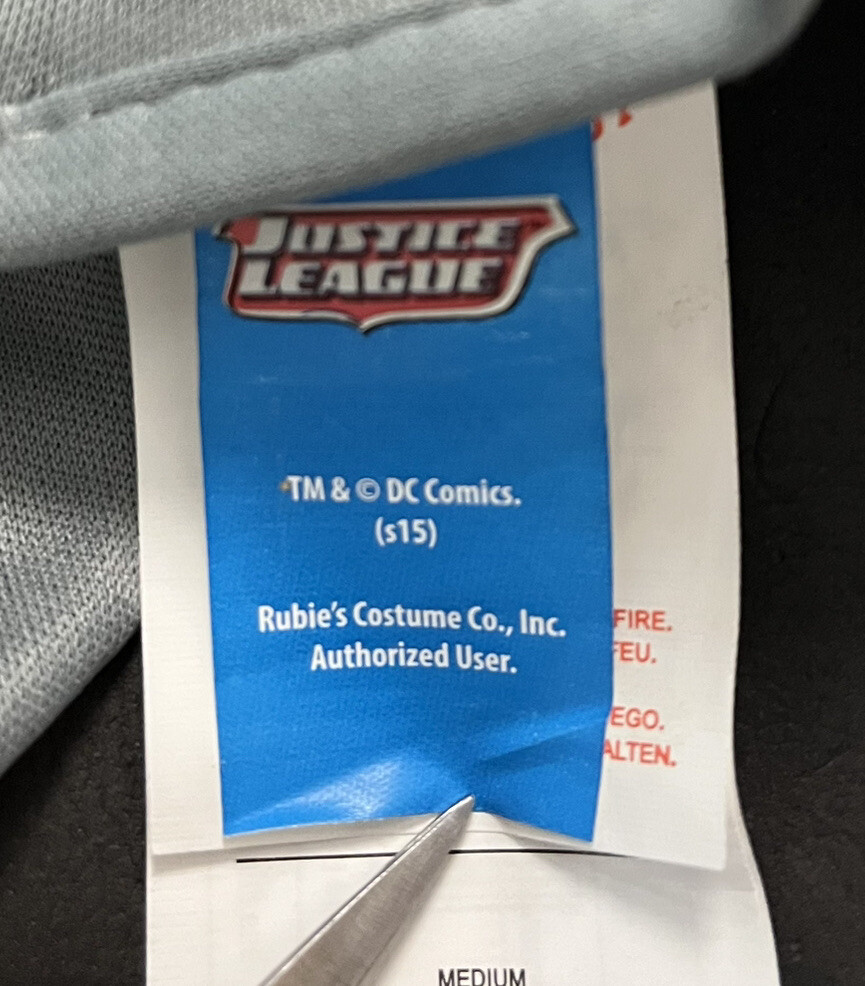 JUSTICE
LEAGUE
TM & © DC Comics.
(s15)
Rubie's Costume Co., Inc.
Authorized User.
FIRE.
FEU.
EGO.
ALTEN.
MEDIUM